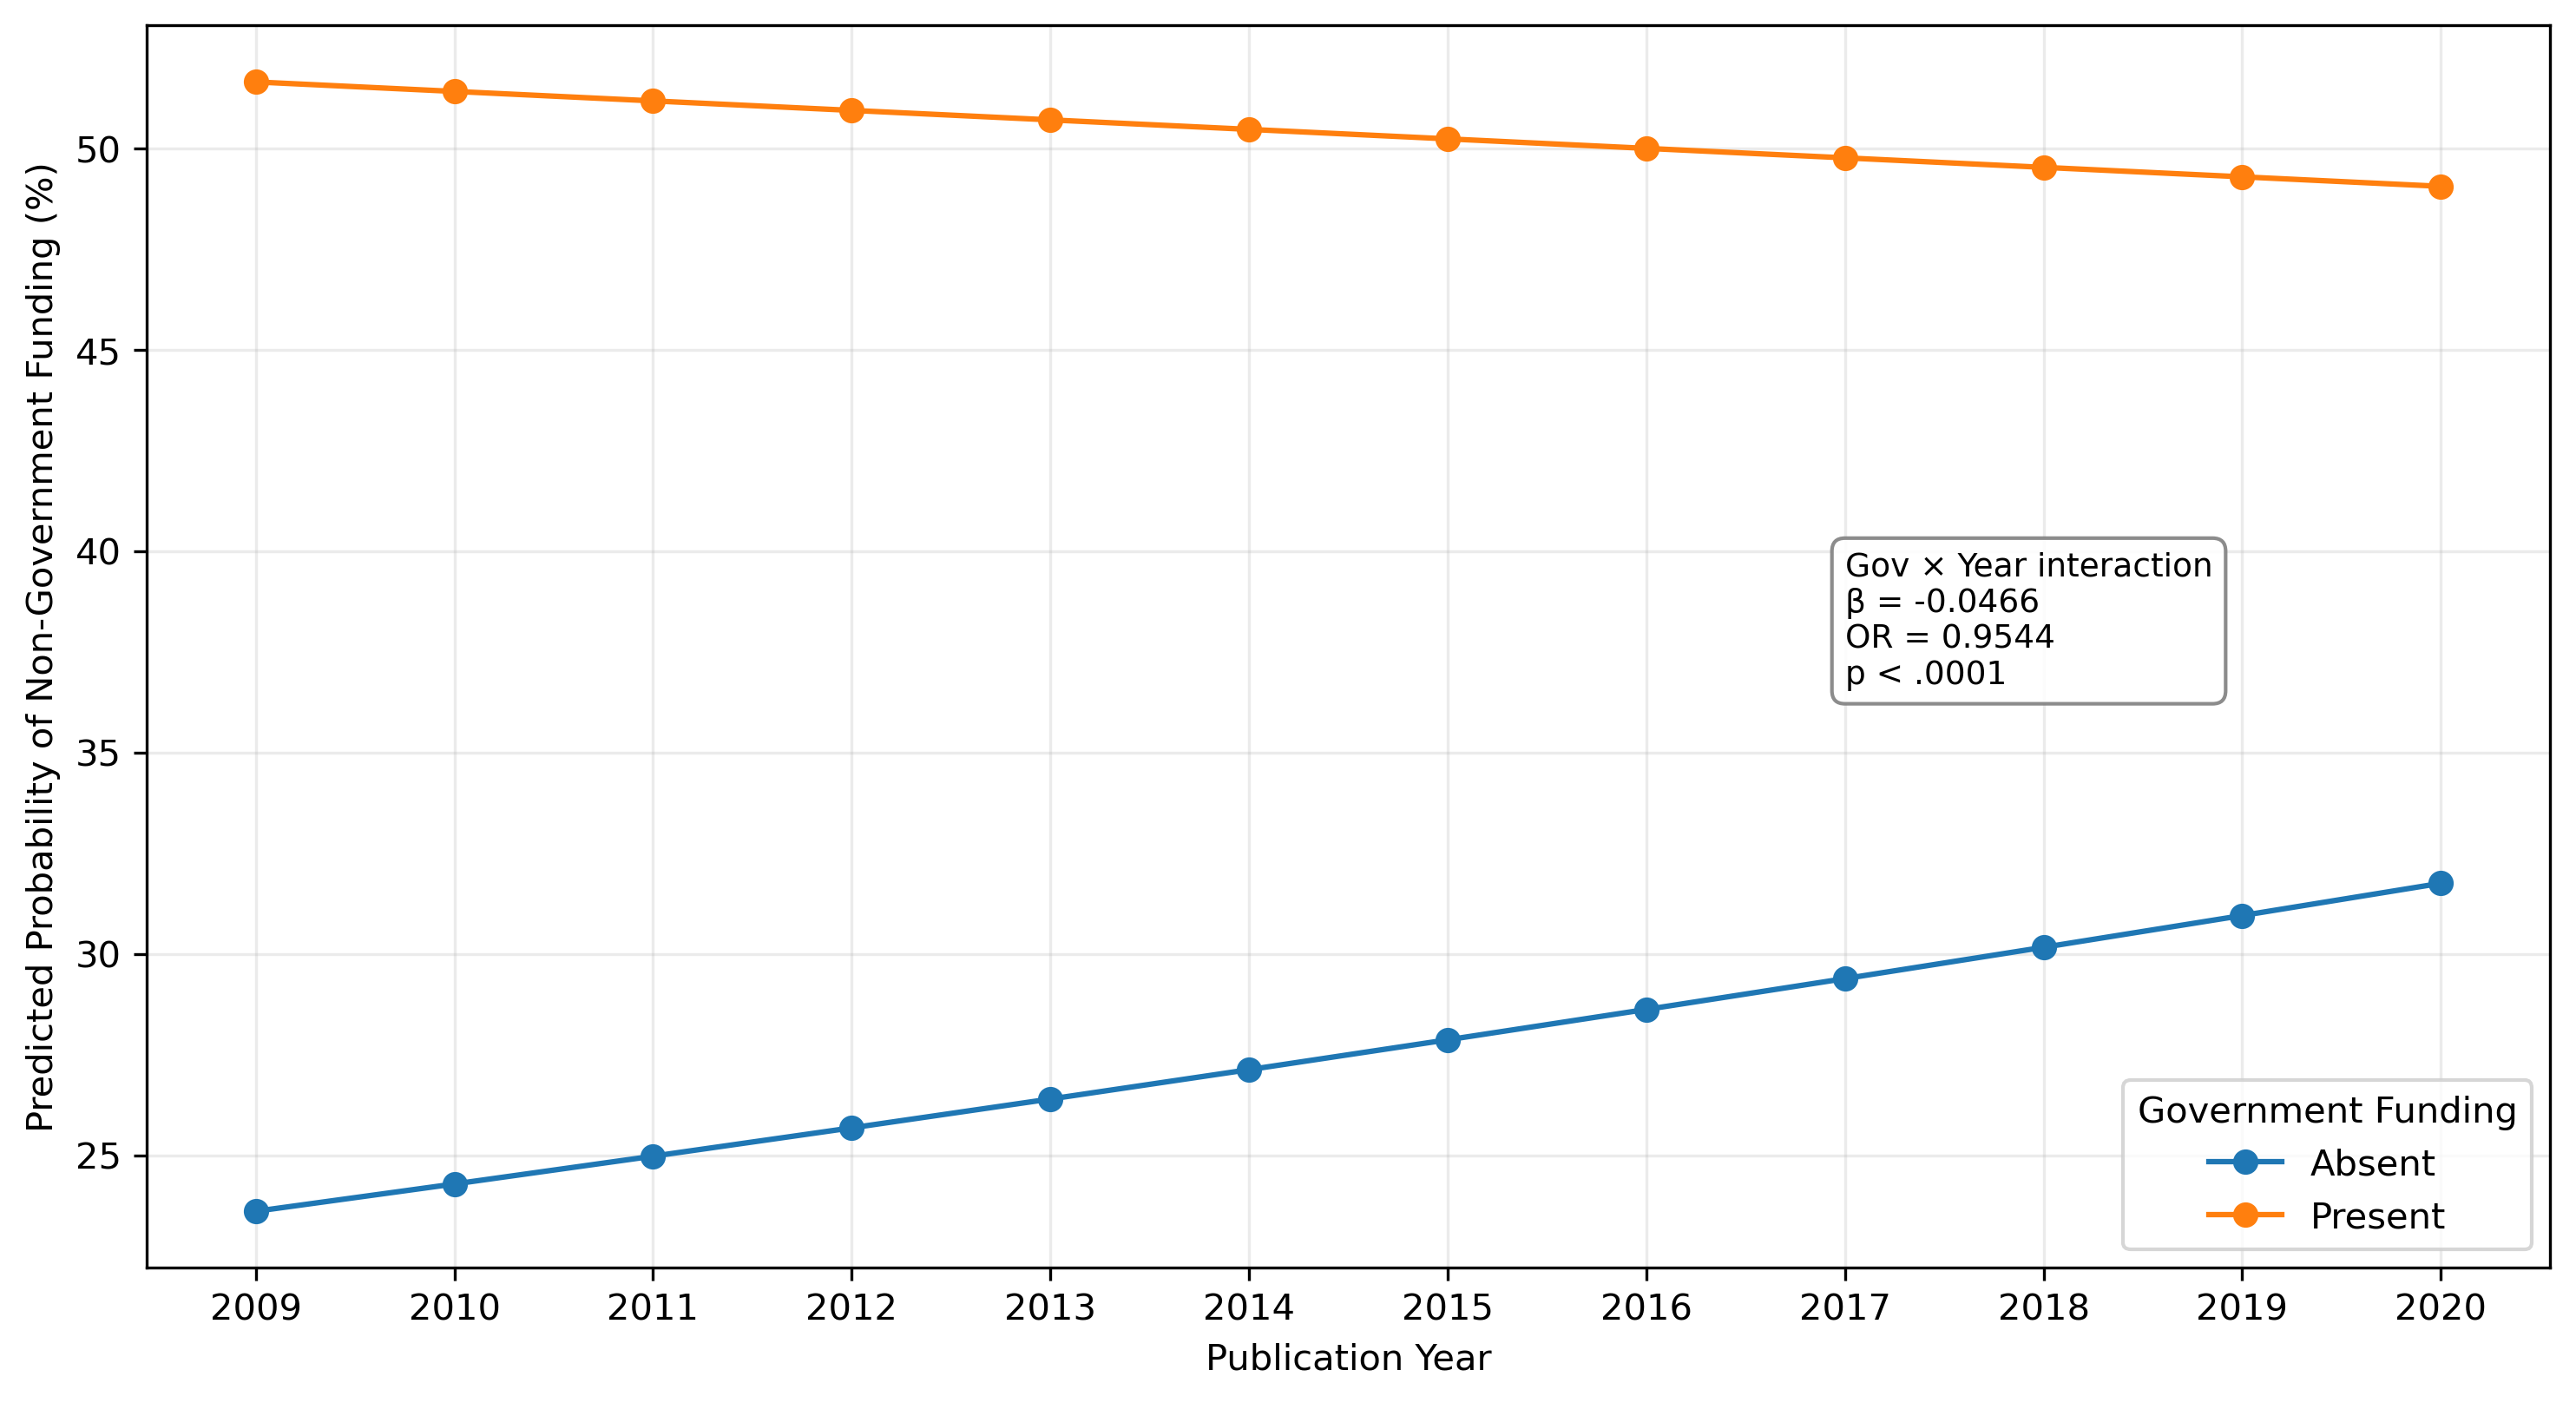 Predicted Probability of Non-Government Funding (%)
50
45
40
35
30
25
Gov × Year interaction
β = -0.0466
OR = 0.9544
p < .0001
Government Funding
Absent
Present
2009 2010 2011 2012 2013 2014 2015 2016 2017 2018 2019 2020
Publication Year